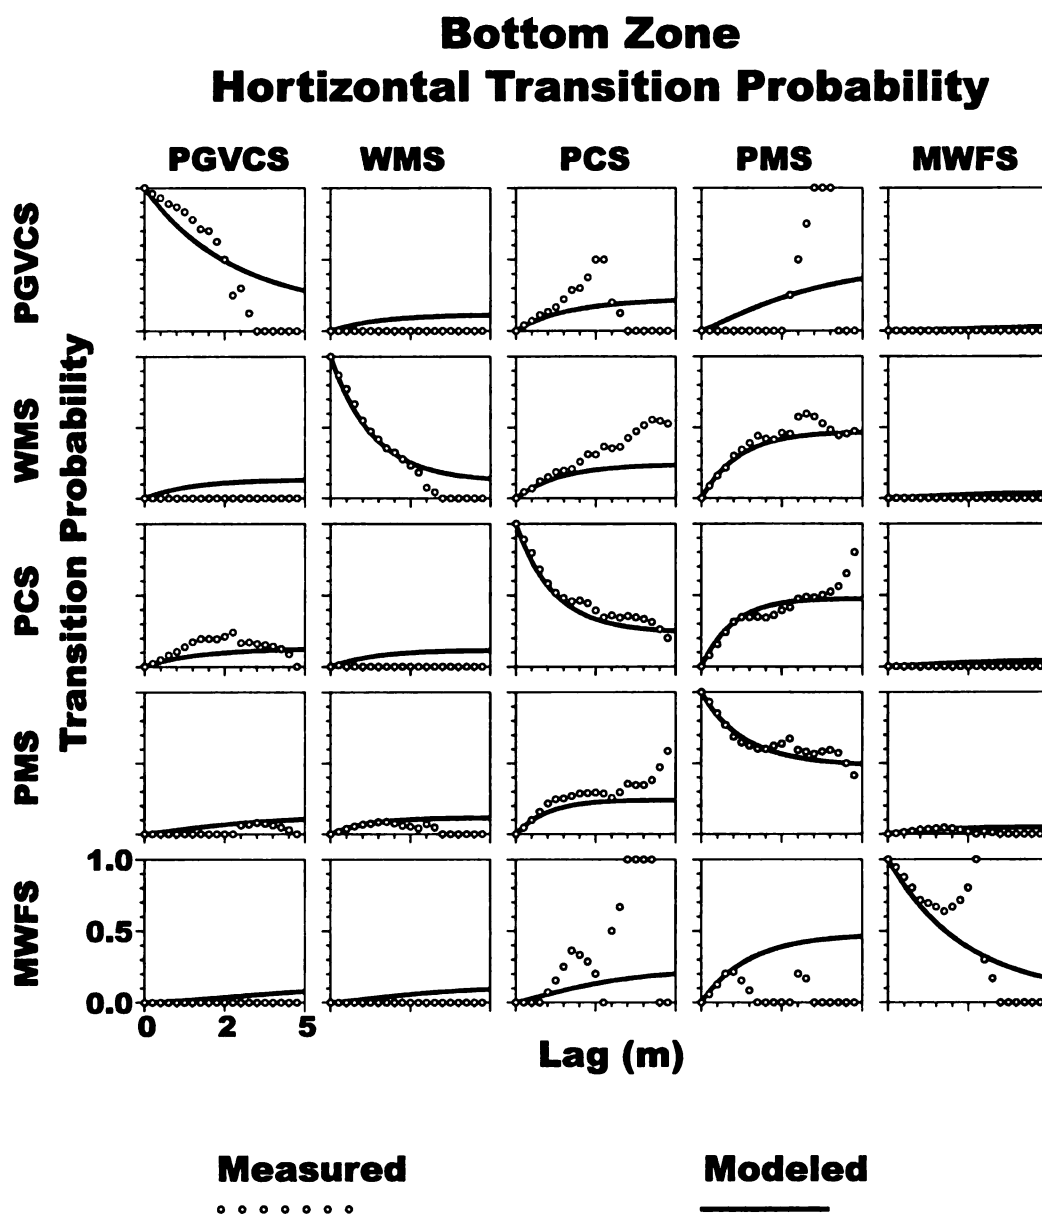 Bottom Zone
Hortizontal Transition Probability
PGVCS WMS PCS PMS MWFS
PGVCS
WMS
PCS
PMS
MWFS
Transition Probability
1.0
0.5
0.0
0 2 5
Lag (m)
Measured Modeled